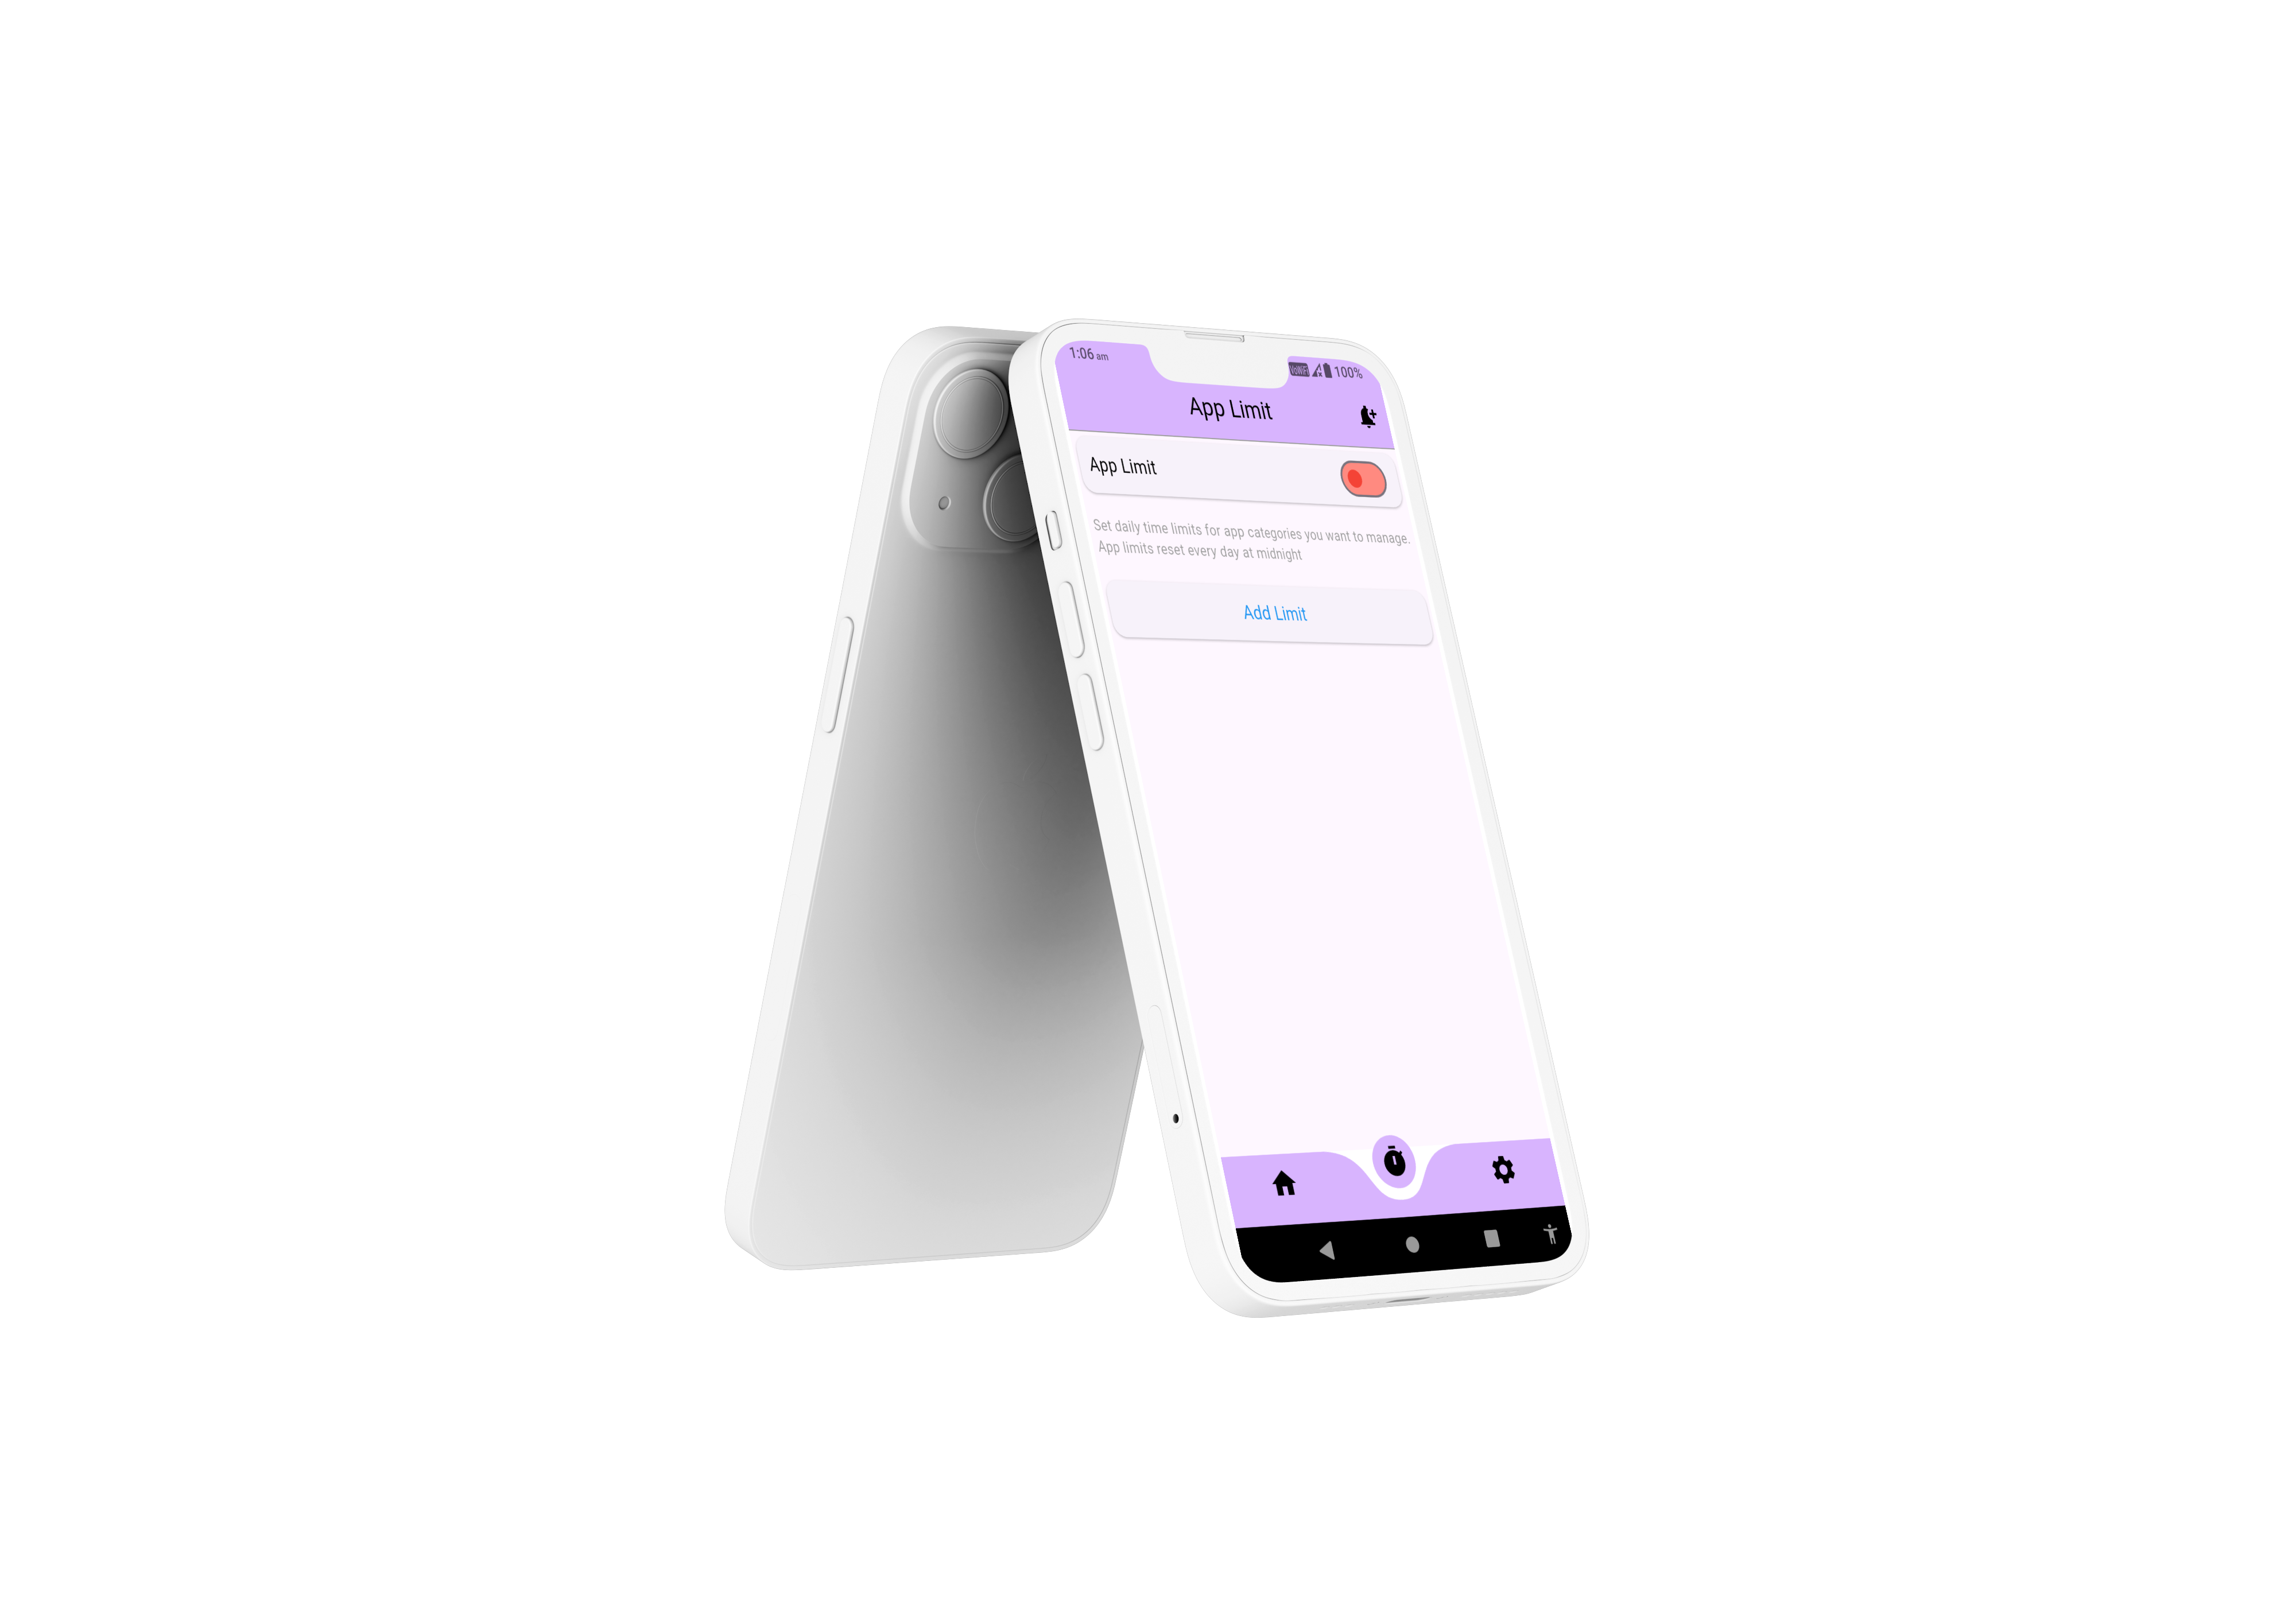 1:06 am
VoWiFi 100%
App Limit
App Limit
Set daily time limits for app categories you want to manage.
App limits reset every day at midnight
Add Limit